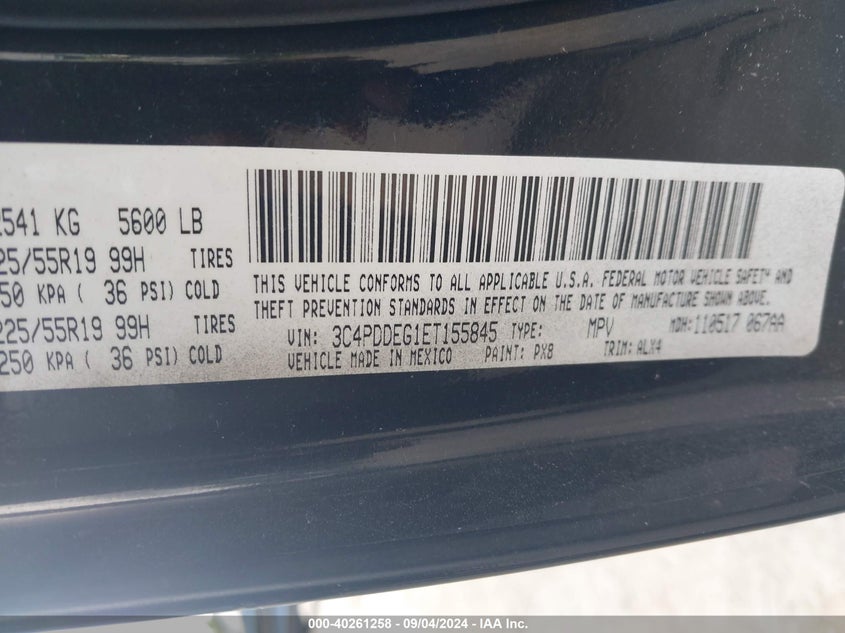 2541 KG 5600 LB
25/55R19 99H TIRES
50 KPA ( 36 PSI) COLD
225/55R19 99H TIRES
250 KPA ( 36 PSI) COLD
THIS VEHICLE CONFORMS TO ALL APPLICABLE U.S.A. FEDERAL MOTOR VEHICLE SAFETY AND
THEFT PREVENTION STANDARDS IN EFFECT ON THE DATE OF MANUFACTURE SHOWN ABOVE.
VIN: 3C4PDDEG1ET155845 TYPE: MPV MDH: 110517 067AA
VEHICLE MADE IN MEXICO PAINT: PX8 TRIM: ALX4
000-40261258 - 09/04/2024 - IAA Inc.